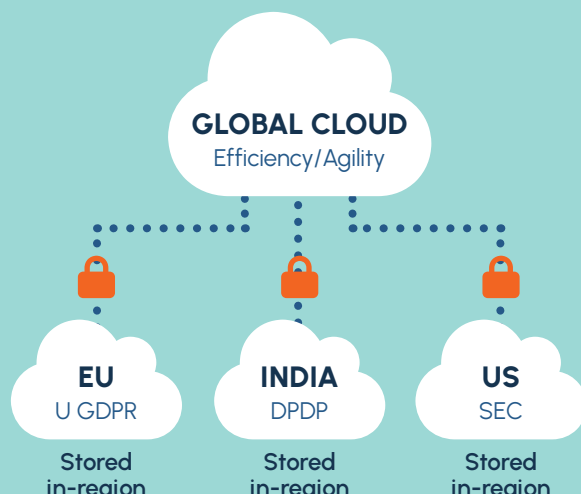 GLOBAL CLOUD
Efficiency/Agility
EU
U GDPR
Stored
in-region
INDIA
DPDP
Stored
in-region
US
SEC
Stored
in-region